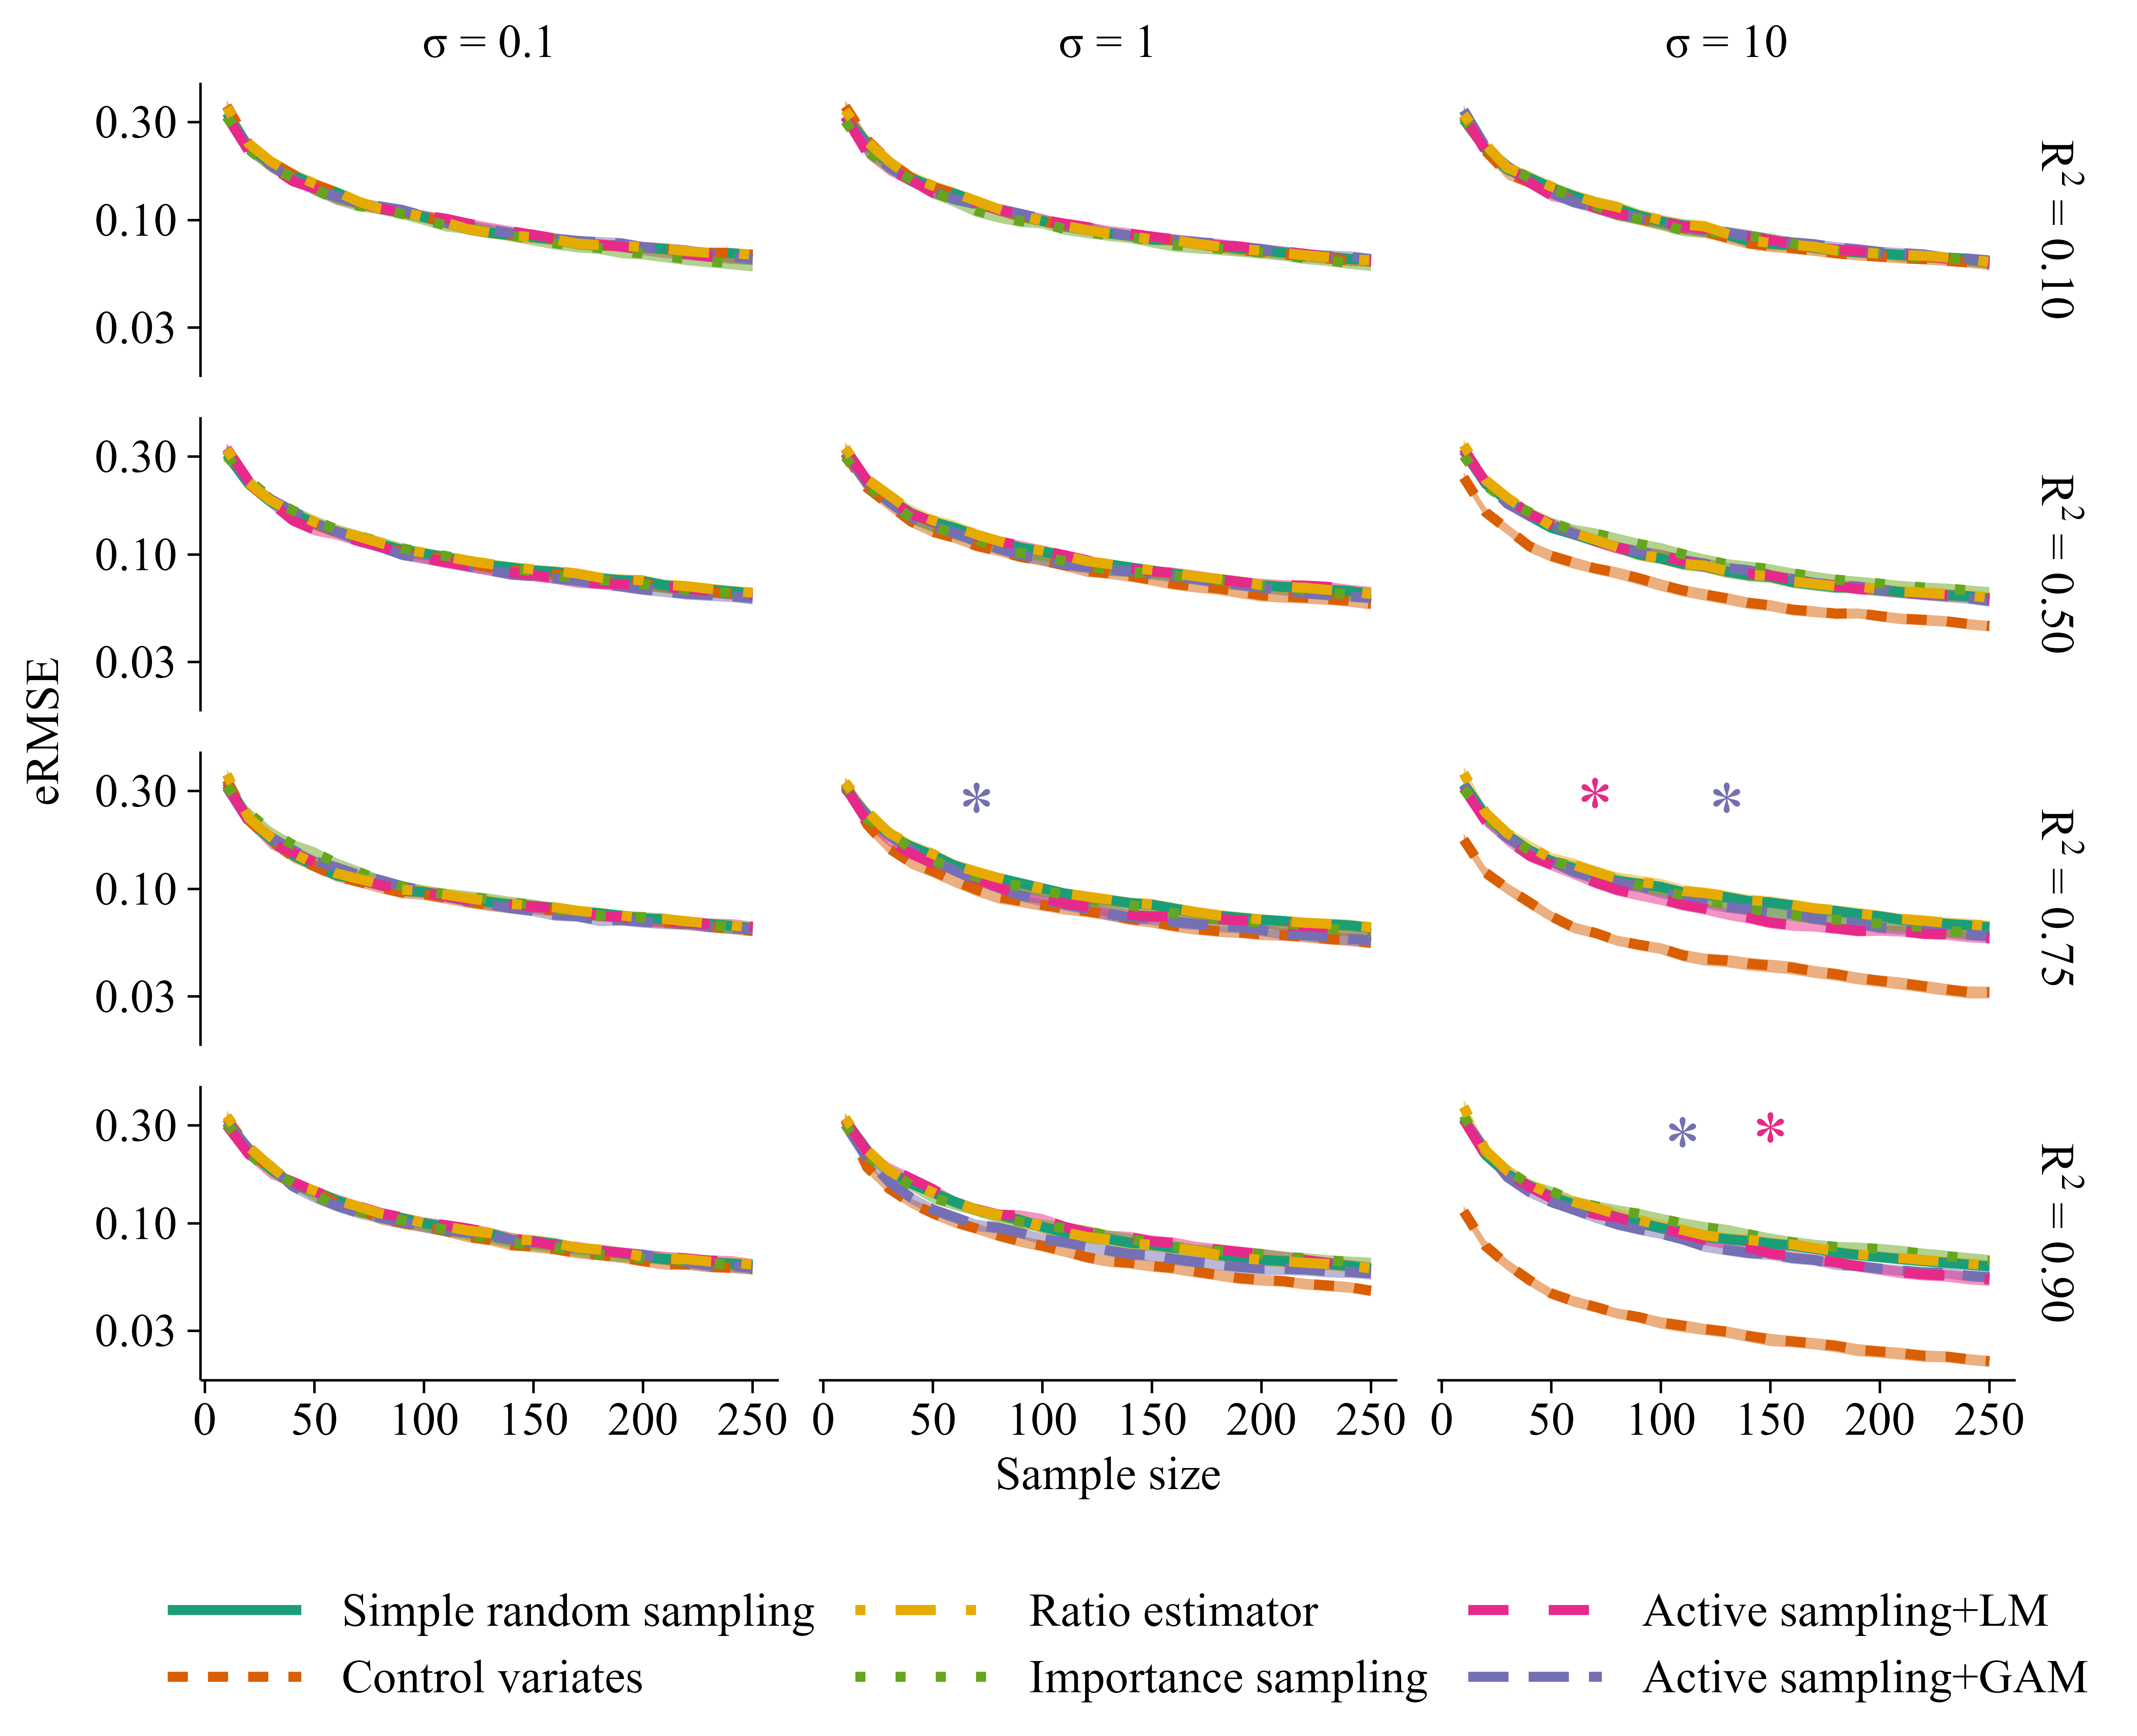 σ = 0.1 σ = 1 σ = 10
0.30
0.10
0.03
R² = 0.10
0.30
0.10
0.03
R² = 0.50
eRMSE
0.30
0.10
0.03
R² = 0.75
* * *
0.30
0.10
0.03
R² = 0.90
* *
0 50 100 150 200 250 0 50 100 150 200 250 0 50 100 150 200 250
Sample size
Simple random sampling Ratio estimator Active sampling+LM
Control variates Importance sampling Active sampling+GAM